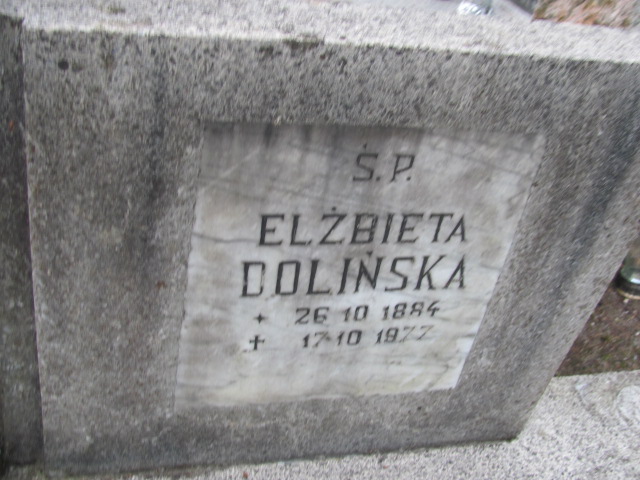 Ś.P.
ELŻBIETA
DOLIŃSKA
+ 26 10 1884
✝ 17 10 1977